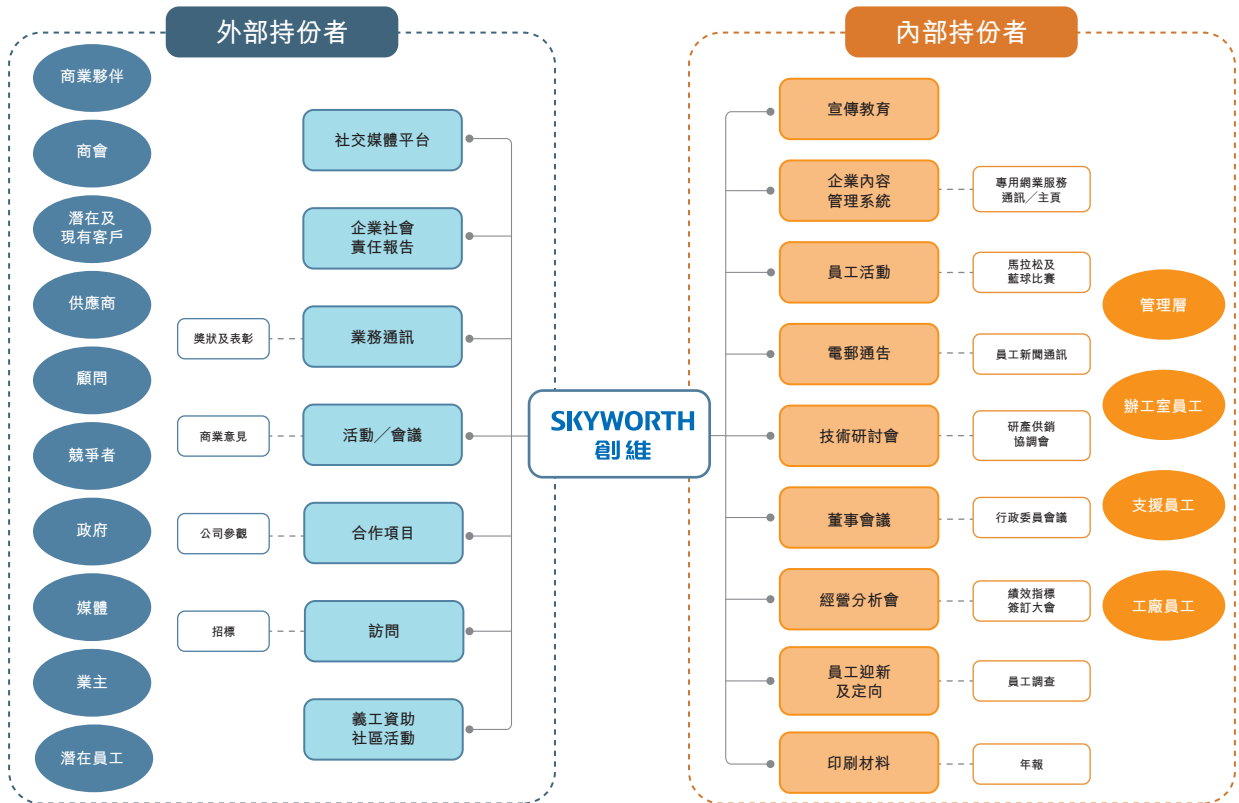 外部持份者
商業夥伴
商會
潛在及
現有客戶
供應商
顧問
競爭者
政府
媒體
業主
潛在員工
社交媒體平台
企業社會
責任報告
獎狀及表彰
業務通訊
商業意見
活動／會議
公司參觀
合作項目
招標
訪問
義工資助
社區活動
SKYWORTH
創維
內部持份者
宣傳教育
企業內容
管理系統
專用網業服務
通訊／主頁
員工活動
馬拉松及
藍球比賽
電郵通告
員工新聞通訊
技術研討會
研產供銷
協調會
董事會議
行政委員會議
經營分析會
績效指標
簽訂大會
員工迎新
及定向
員工調查
印刷材料
年報
管理層
辦工室員工
支援員工
工廠員工